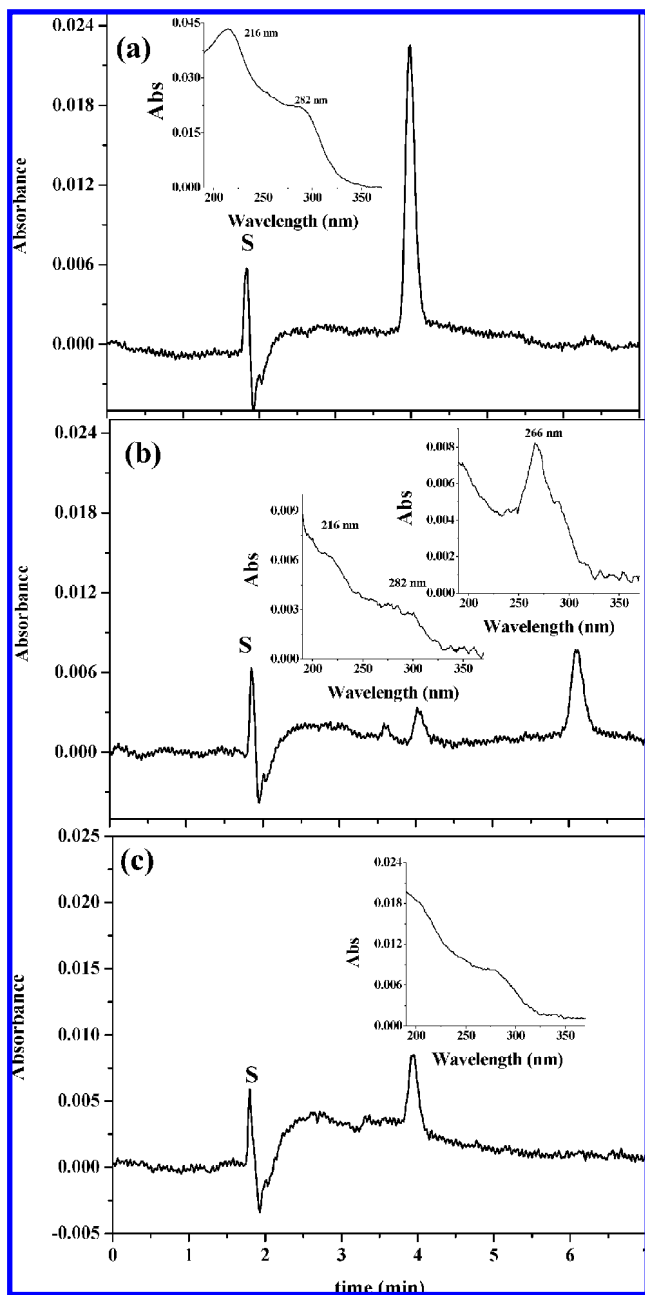 (a)
0.024
0.018
0.012
0.006
0.000
Absorbance
S
0.045
0.030
0.015
0.000
Abs
216 nm
282 nm
200 250 300 350
Wavelength (nm)
(b)
0.024
0.018
0.012
0.006
0.000
Absorbance
S
0.009
0.006
0.003
0.000
Abs
216 nm
282 nm
200 250 300 350
Wavelength (nm)
0.008
0.006
0.004
0.002
0.000
Abs
266 nm
200 250 300 350
Wavelength (nm)
(c)
0.025
0.020
0.015
0.010
0.005
0.000
-0.005
Absorbance
S
0.024
0.018
0.012
0.006
0.000
Abs
200 250 300 350
Wavelength (nm)
0 1 2 3 4 5 6
time (min)